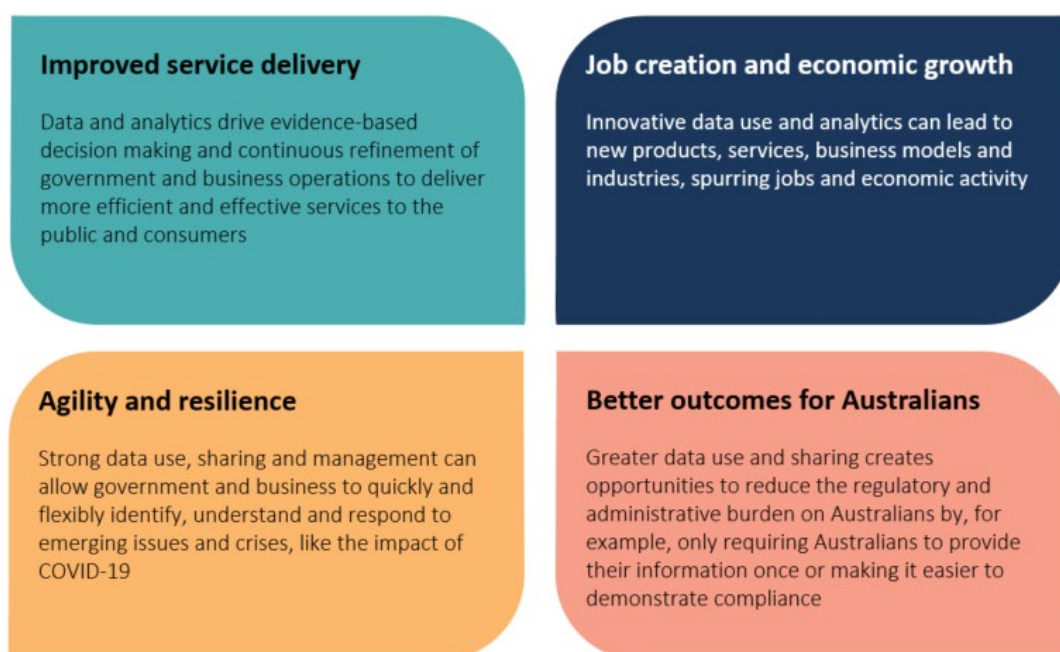 Improved service delivery
Data and analytics drive evidence-based
decision making and continuous refinement of
government and business operations to deliver
more efficient and effective services to the
public and consumers
Job creation and economic growth
Innovative data use and analytics can lead to
new products, services, business models and
industries, spurring jobs and economic activity
Agility and resilience
Strong data use, sharing and management can
allow government and business to quickly and
flexibly identify, understand and respond to
emerging issues and crises, like the impact of
COVID-19
Better outcomes for Australians
Greater data use and sharing creates
opportunities to reduce the regulatory and
administrative burden on Australians by, for
example, only requiring Australians to provide
their information once or making it easier to
demonstrate compliance